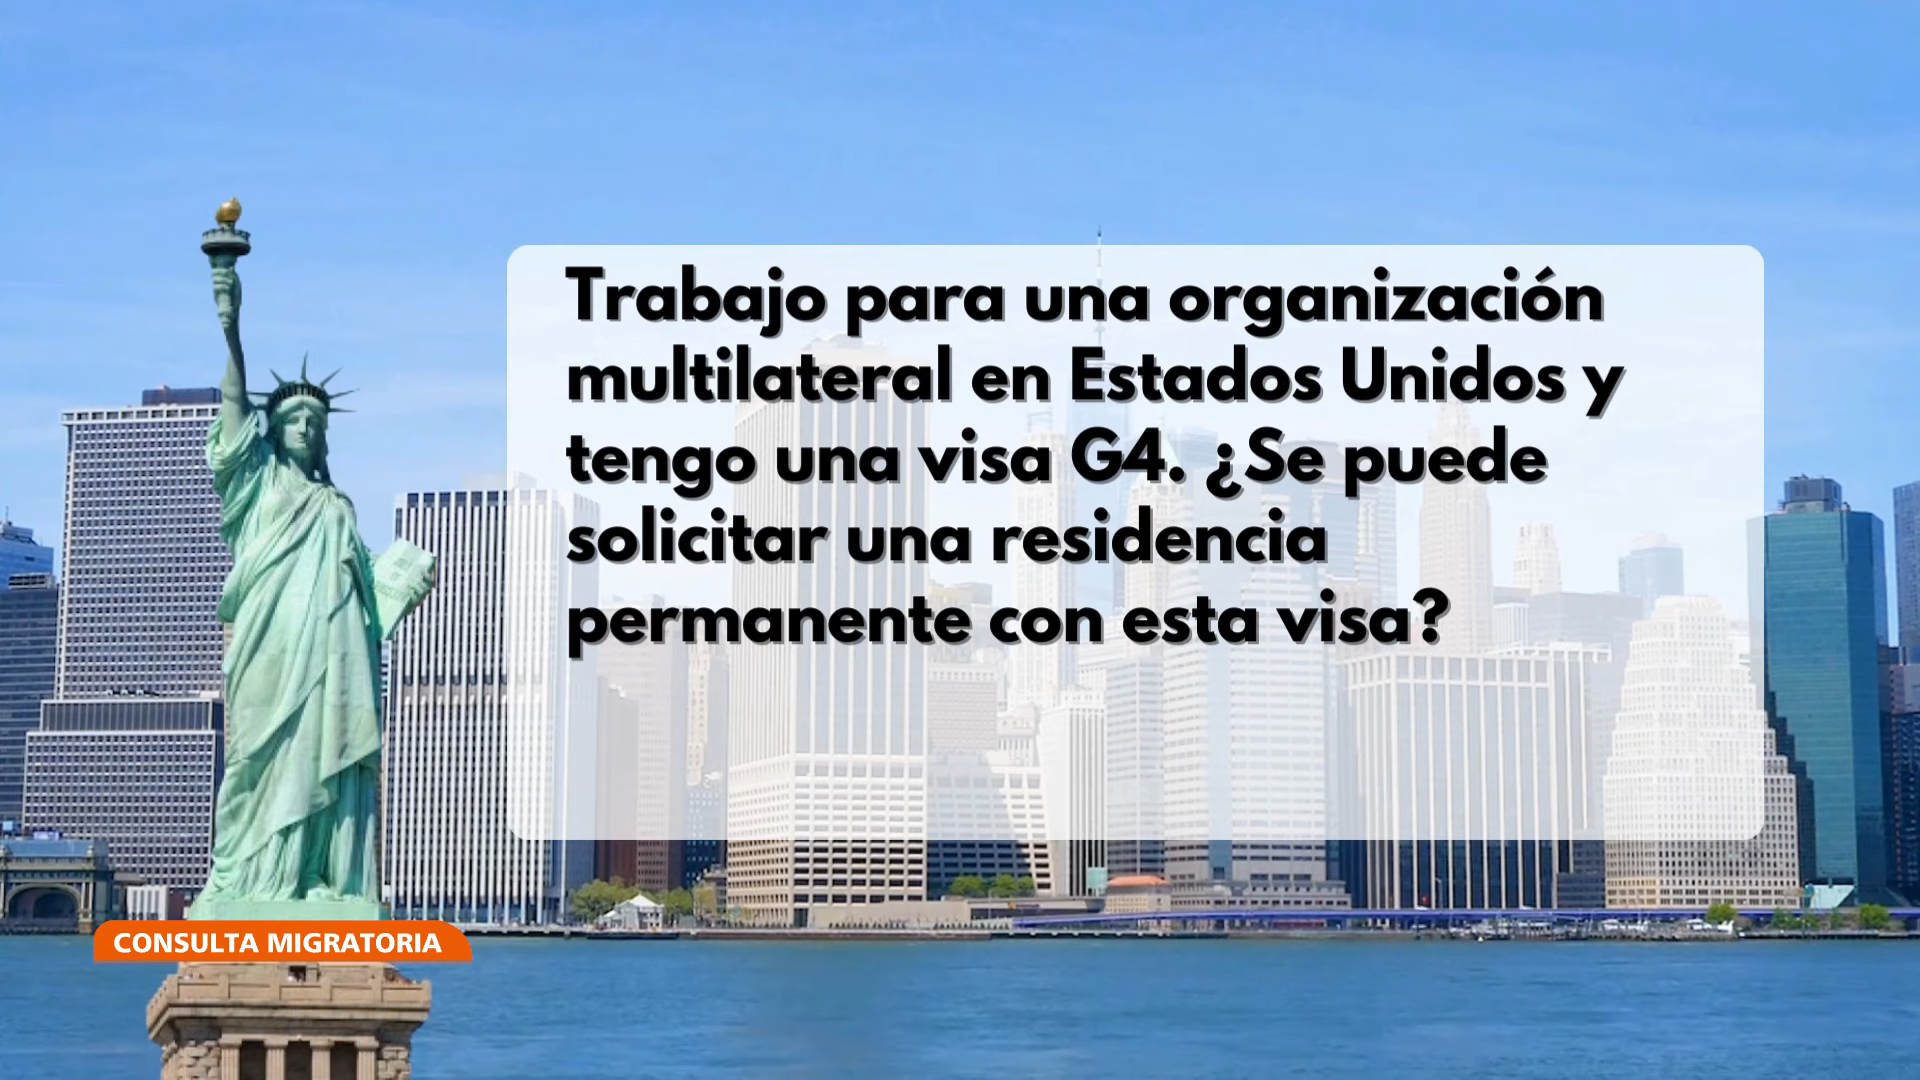 Trabajo para una organización
multilateral en Estados Unidos y
tengo una visa G4. ¿Se puede
solicitar una residencia
permanente con esta visa?
CONSULTA MIGRATORIA